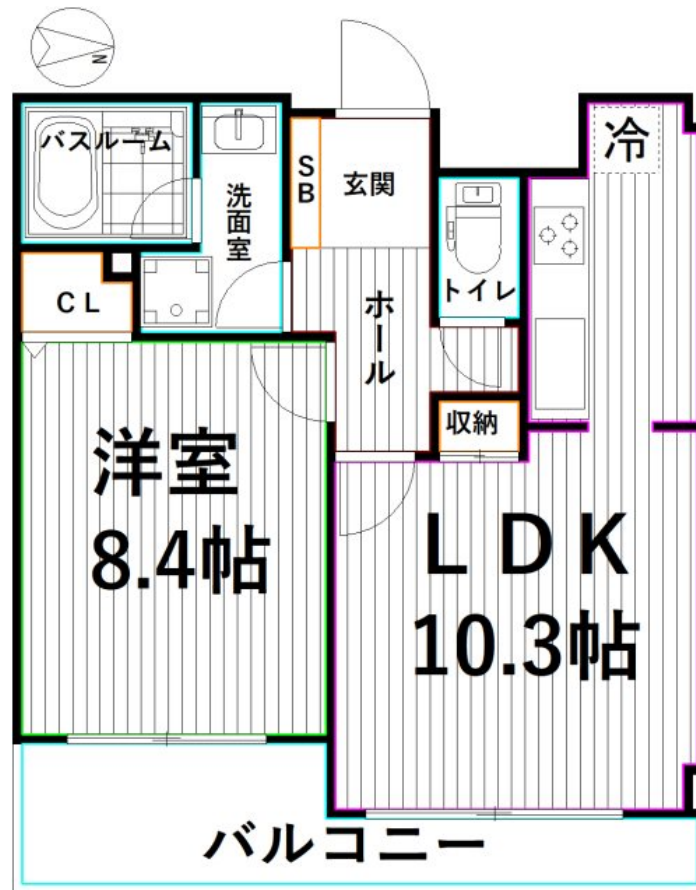 N
バスルーム
洗面室
SB
玄関
冷
トイレ
CL
ホール
収納
洋室
8.4帖
LDK
10.3帖
バルコニー